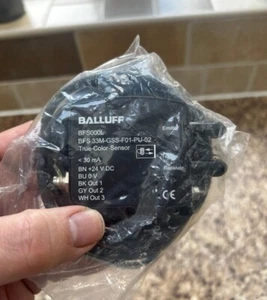 BALLUFF
BFS000L
BFS 33M-GSS-F01-PU-02
True-Color-Sensor
< 30 mA
BN +24 V DC
BU 0 V
BK Out 1
GY Out 2
WH Out 3
CE